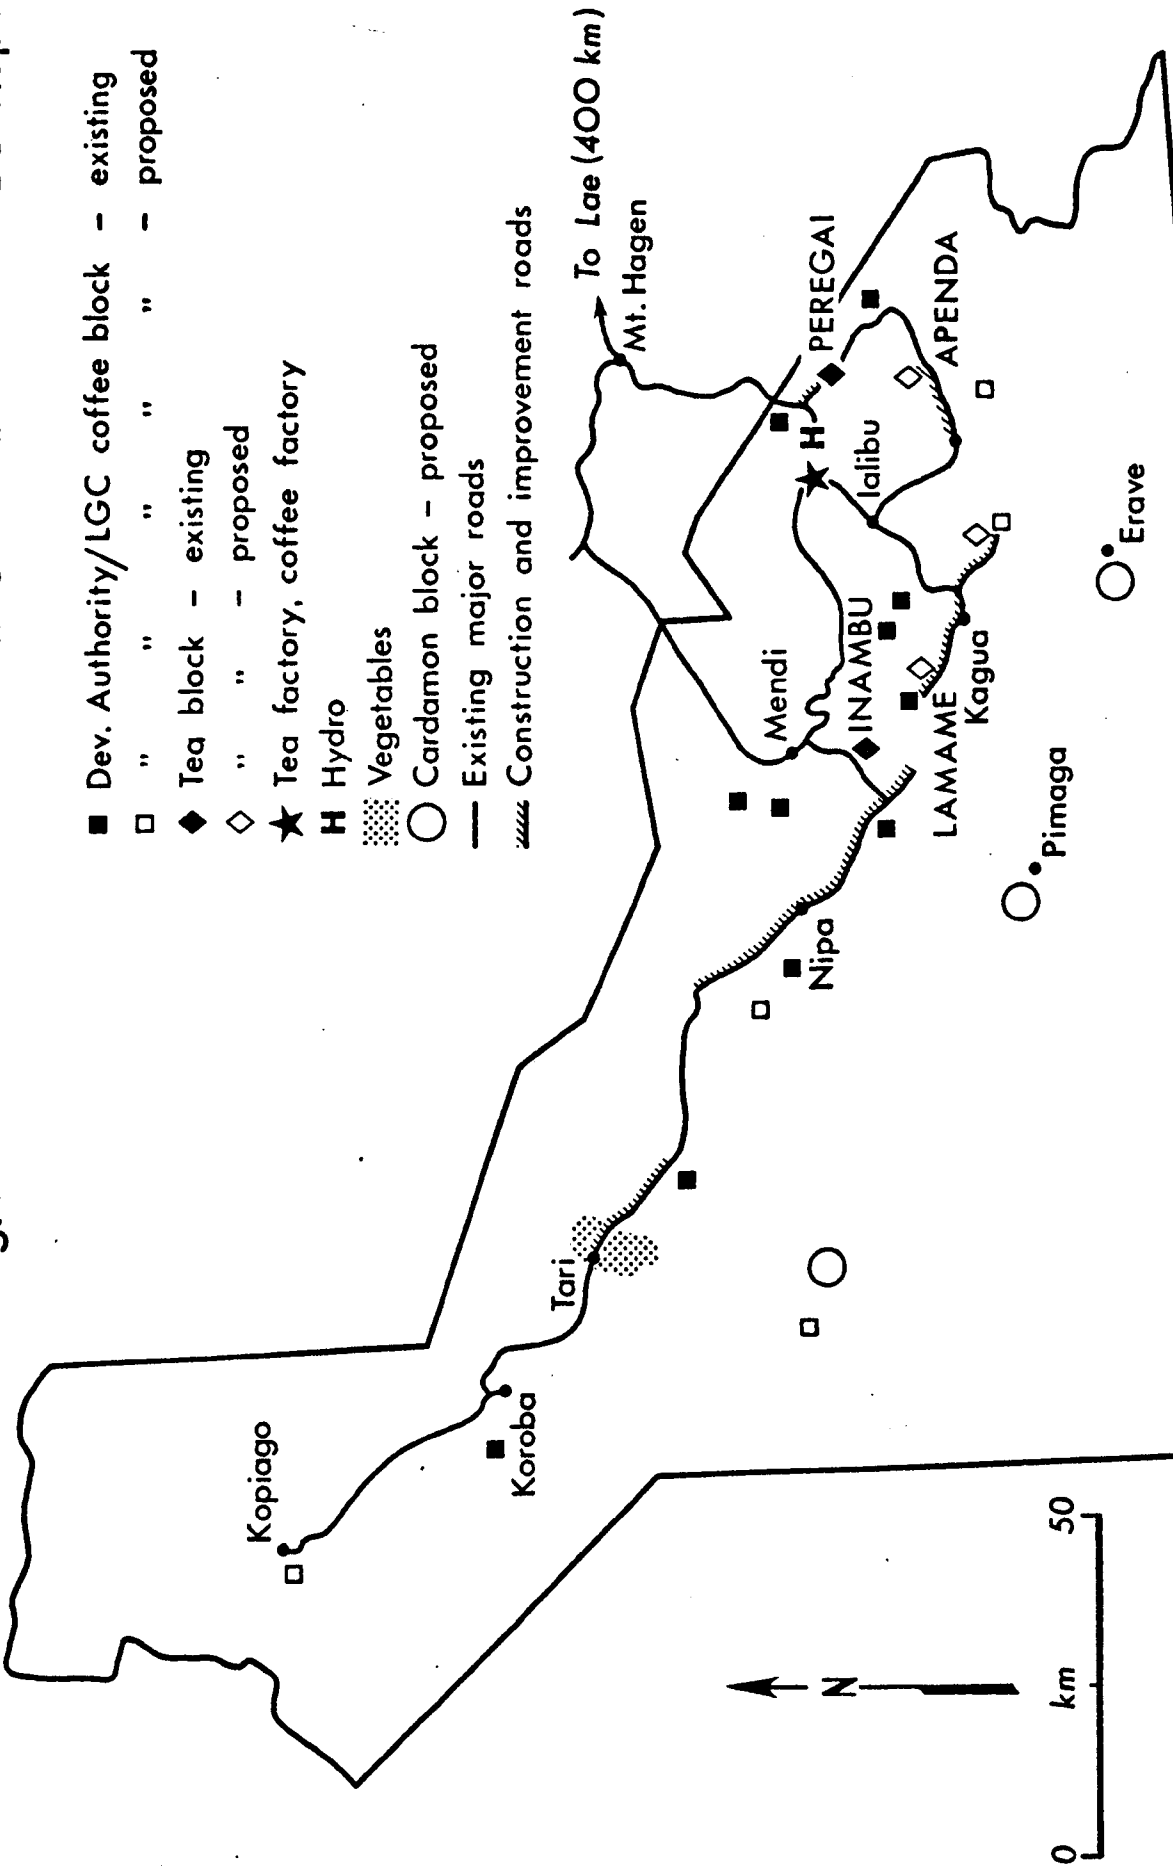 ■ Dev. Authority/LGC coffee block – existing
□ " " " " " – proposed
◆ Tea block – existing
◇ " " – proposed
★ Tea factory, coffee factory
H Hydro
Vegetables
○ Cardamon block – proposed
Existing major roads
Construction and improvement roads
To Lae (400 km)
Mt. Hagen
Kopiago
Koroba
Tari
Nipa
Mendi
H
PEREGAI
Ialibu
INAMBU
APENDA
LAMAME
Kagua
Pimaga
Erave
N
0 km 50